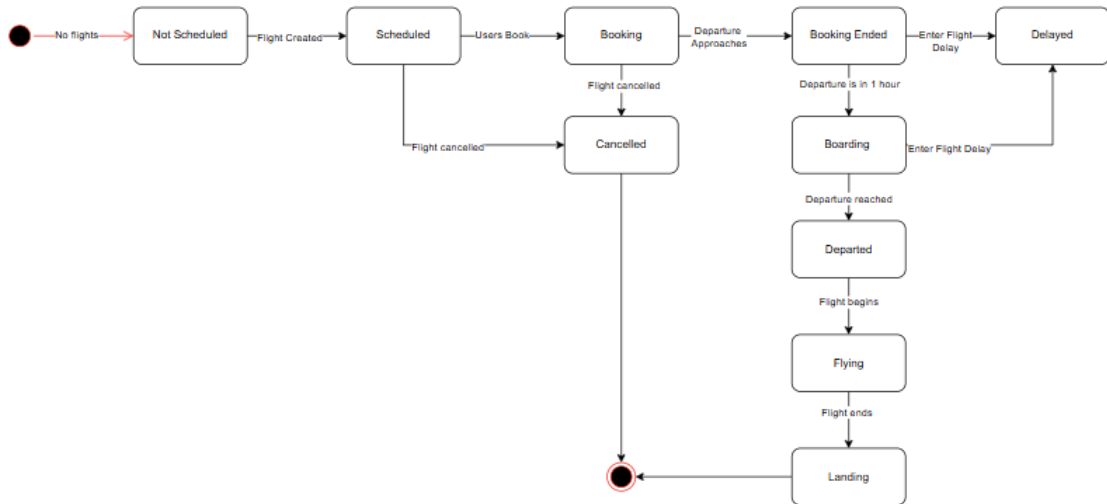 No flights
Not Scheduled
Flight Created
Scheduled
Users Book
Booking
Departure
Approaches
Booking Ended
Enter Flight
Delay
Delayed
Flight cancelled
Departure is in 1 hour
Flight cancelled
Cancelled
Boarding
Enter Flight Delay
Departure reached
Departed
Flight begins
Flying
Flight ends
Landing